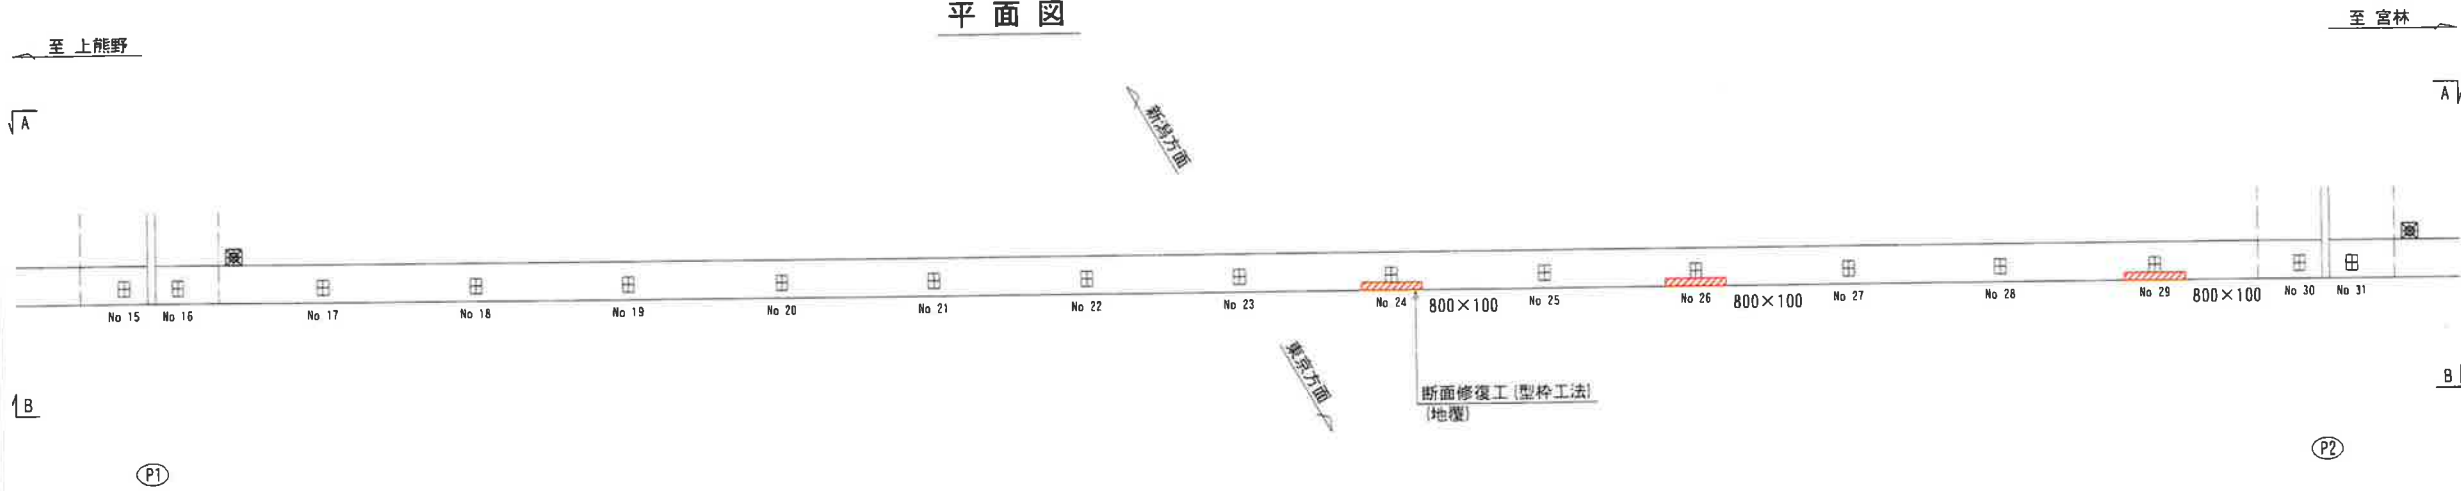 平面図
至 上熊野
至 宮林
A
A
新潟方面
No 15
No 16
No 17
No 18
No 19
No 20
No 21
No 22
No 23
No 24
800×100
No 25
No 26
800×100
No 27
No 28
No 29
800×100
No 30
No 31
東京方面
断面修復工(型枠工法)
(地覆)
B
B
P1
P2